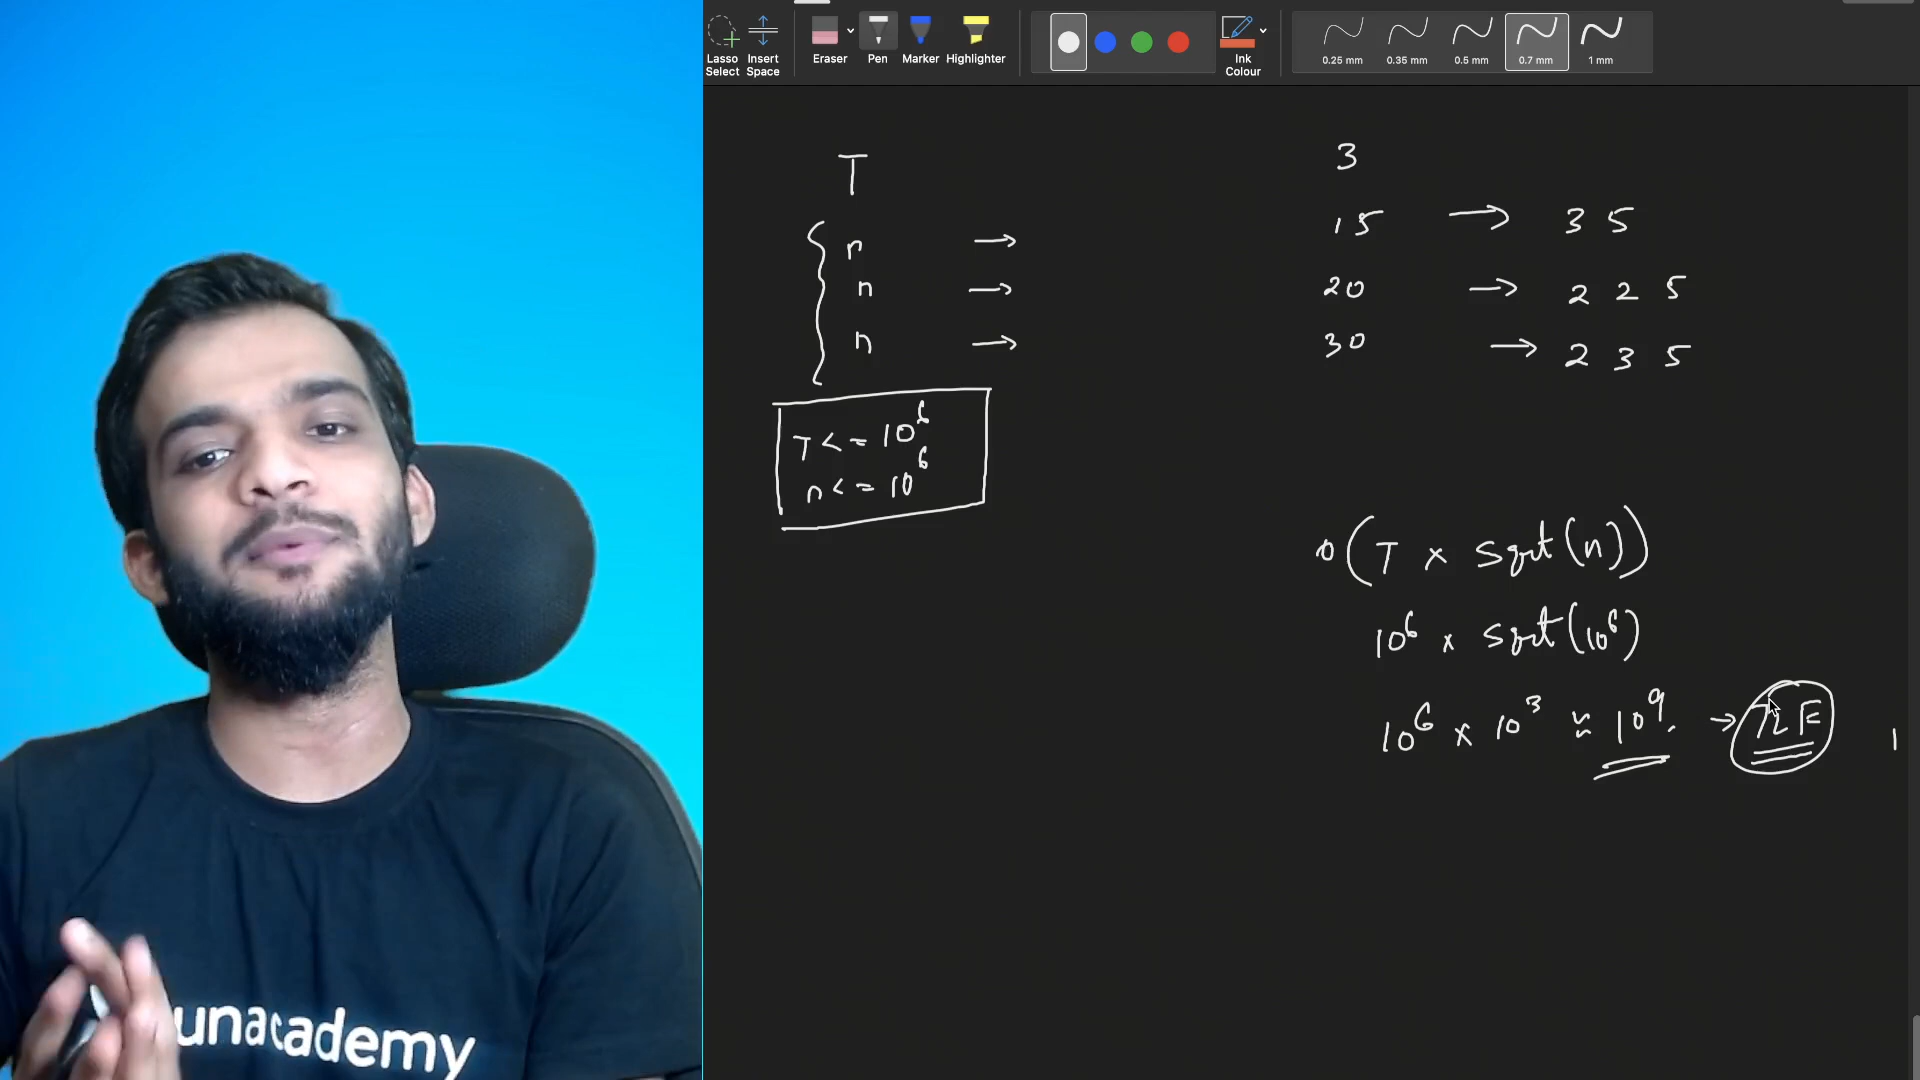 Lasso Select
Insert Space
Eraser
Pen
Marker
Highlighter
Ink Colour
0.25 mm
0.35 mm
0.5 mm
0.7 mm
1 mm
T
n →
n →
n →
T <= 10^6
n <= 10^6
3
15 → 3 5
20 → 2 2 5
30 → 2 3 5
O(T x sqrt(n))
10^6 x sqrt(10^6)
10^6 x 10^3 ≈ 10^9. → TLE
unacademy